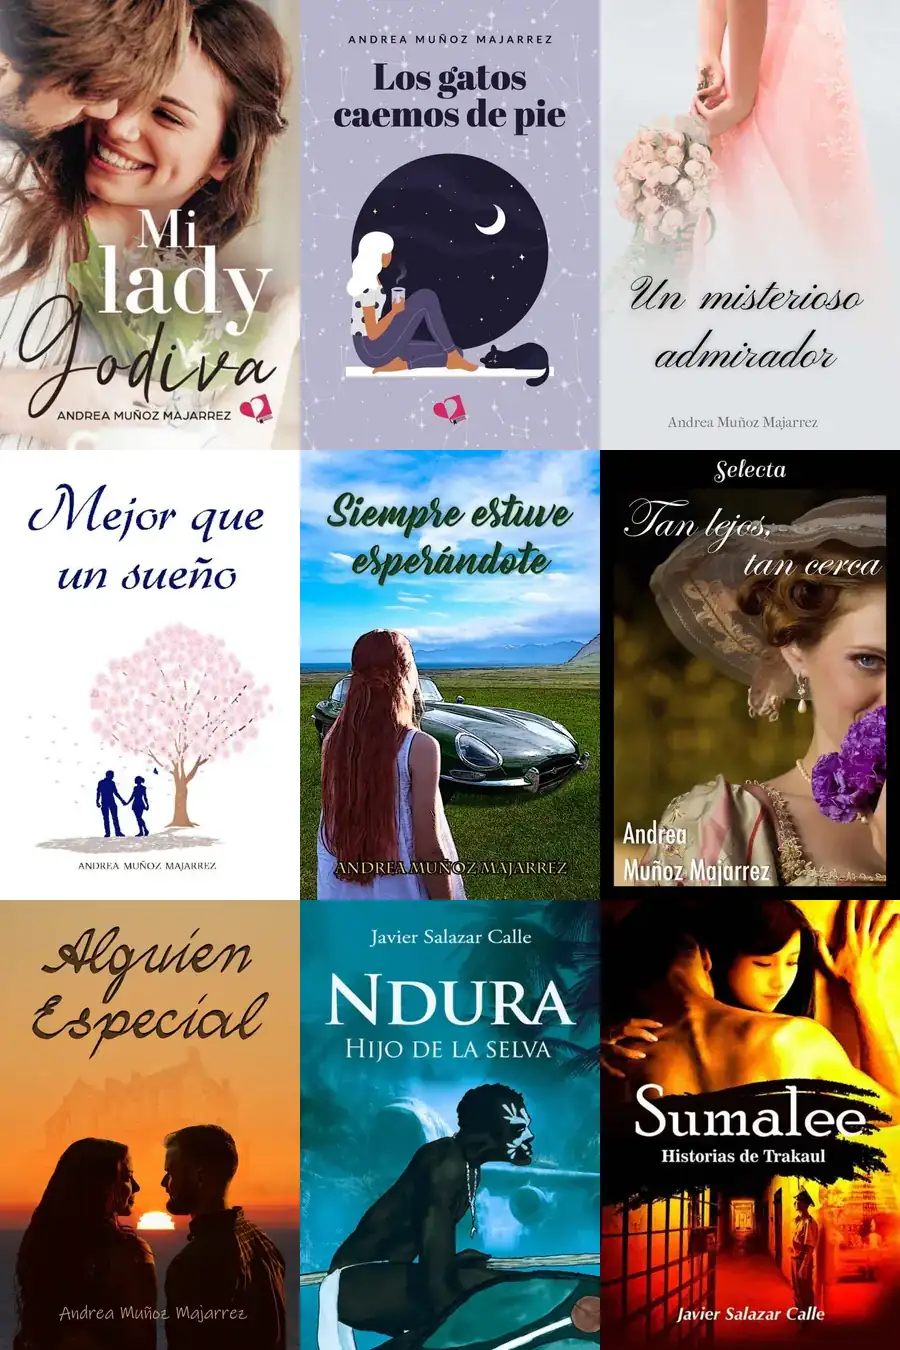 Mi
lady
Godiva
ANDREA MUÑOZ MAJARREZ
ANDREA MUÑOZ MAJARREZ
Los gatos
caemos de pie
Un misterioso
admirador
Andrea Muñoz Majarrez
Mejor que
un sueño
ANDREA MUÑOZ MAJARREZ
Siempre estuve
esperándote
ANDREA MUÑOZ MAJARREZ
Selecta
Tan lejos,
tan cerca
Andrea
Muñoz Majarrez
Alguien
Especial
Andrea Muñoz Majarrez
Javier Salazar Calle
NDURA
HIJO DE LA SELVA
Sumalee
Historias de Trakaul
Javier Salazar Calle